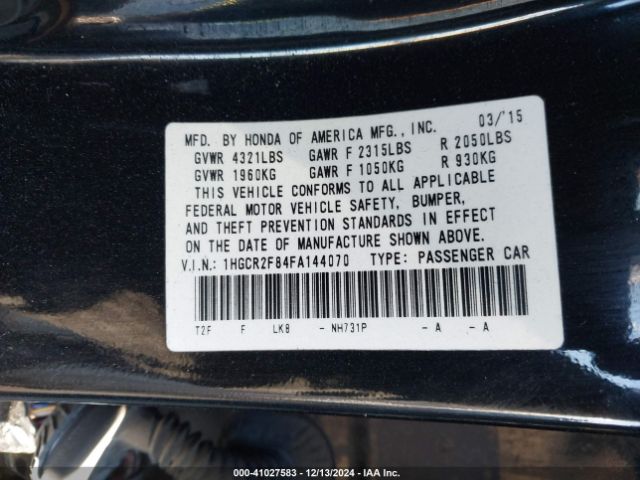 MFD. BY HONDA OF AMERICA MFG., INC. 03/'15
GVWR 4321LBS GAWR F 2315LBS R 2050LBS
GVWR 1960KG GAWR F 1050KG R 930KG
THIS VEHICLE CONFORMS TO ALL APPLICABLE
FEDERAL MOTOR VEHICLE SAFETY, BUMPER,
AND THEFT PREVENTION STANDARDS IN EFFECT
ON THE DATE OF MANUFACTURE SHOWN ABOVE.
V.I.N.: 1HGCR2F84FA144070 TYPE: PASSENGER CAR
T2F F LK8 - NH731P - A - A
000-41027583 - 12/13/2024 - IAA Inc.